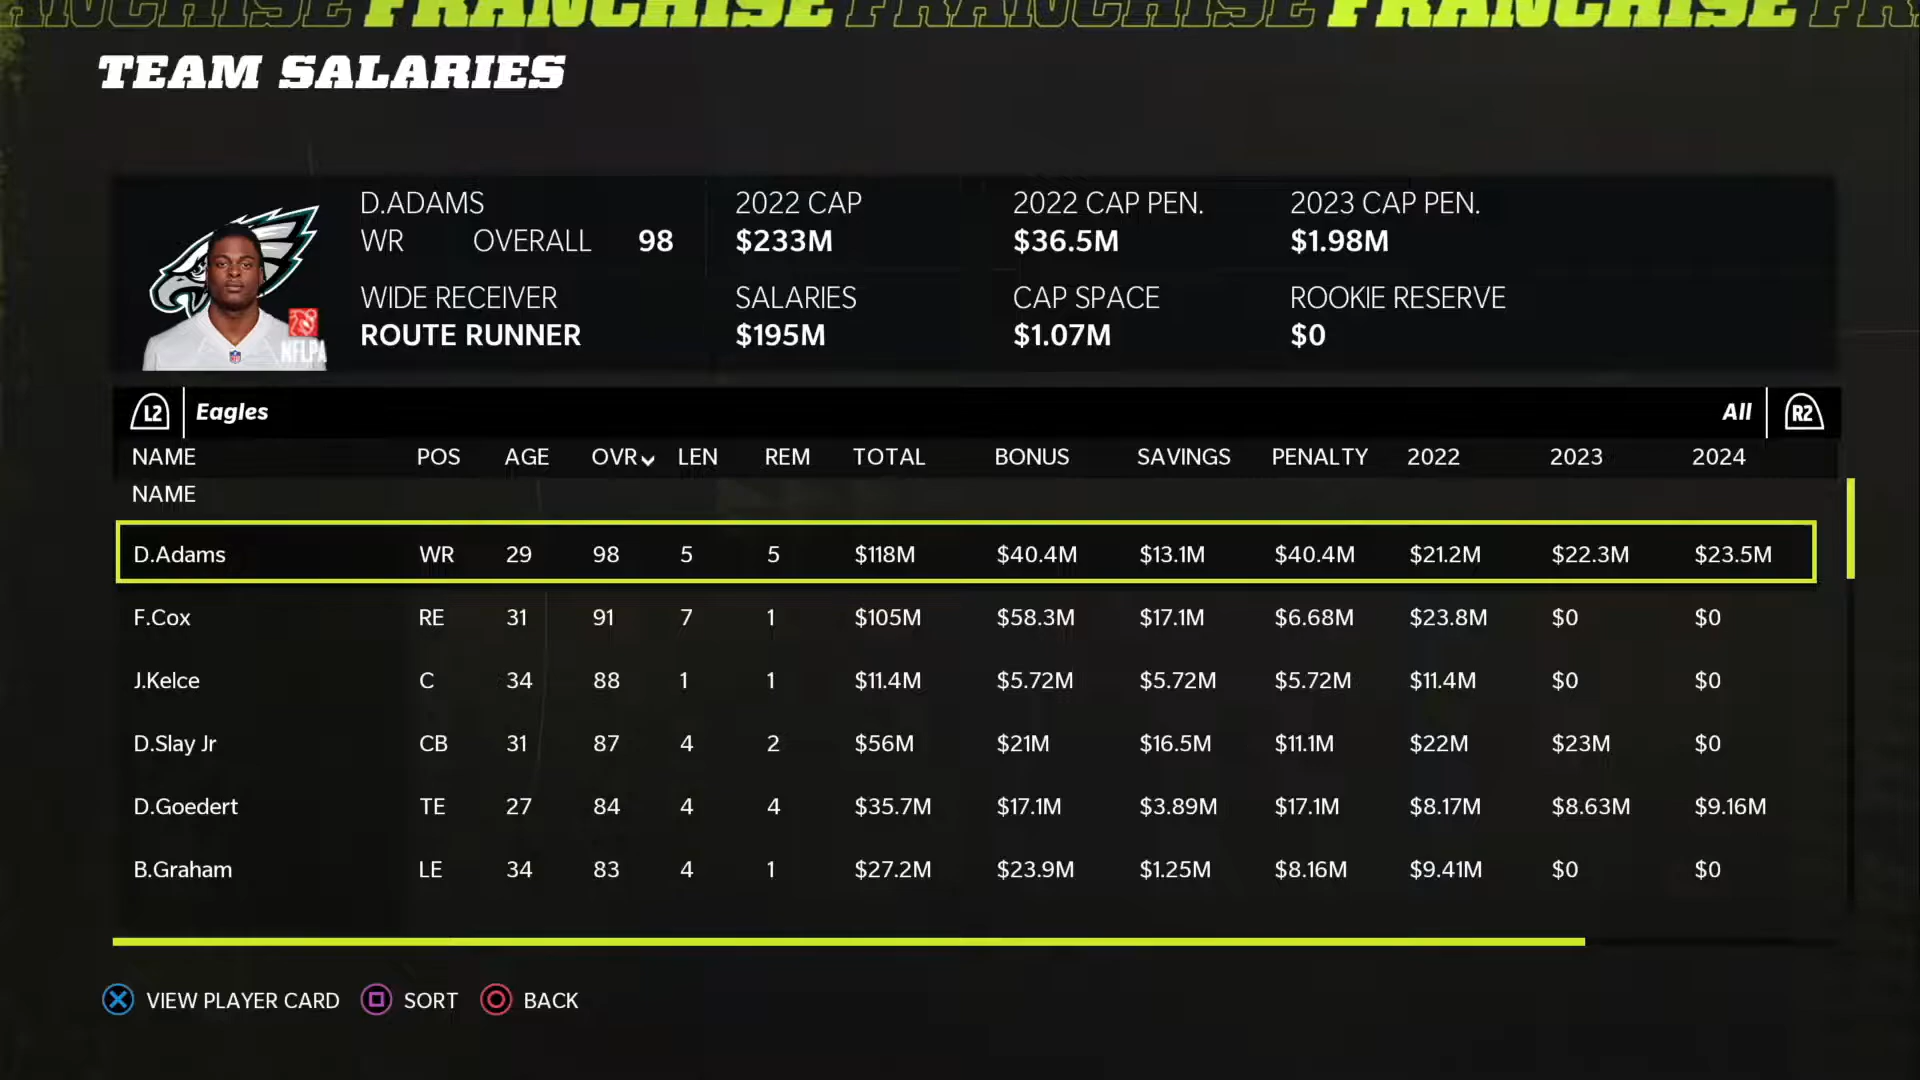 FRANCHISE FRANCHISE FRANCHISE FRANCHISE
TEAM SALARIES
D.ADAMS
WR OVERALL 98
WIDE RECEIVER
ROUTE RUNNER
2022 CAP
$233M
SALARIES
$195M
2022 CAP PEN.
$36.5M
CAP SPACE
$1.07M
2023 CAP PEN.
$1.98M
ROOKIE RESERVE
$0
NFLPA
L2 Eagles All R2
NAME POS AGE OVR LEN REM TOTAL BONUS SAVINGS PENALTY 2022 2023 2024
NAME
D.Adams WR 29 98 5 5 $118M $40.4M $13.1M $40.4M $21.2M $22.3M $23.5M
F.Cox RE 31 91 7 1 $105M $58.3M $17.1M $6.68M $23.8M $0 $0
J.Kelce C 34 88 1 1 $11.4M $5.72M $5.72M $5.72M $11.4M $0 $0
D.Slay Jr CB 31 87 4 2 $56M $21M $16.5M $11.1M $22M $23M $0
D.Goedert TE 27 84 4 4 $35.7M $17.1M $3.89M $17.1M $8.17M $8.63M $9.16M
B.Graham LE 34 83 4 1 $27.2M $23.9M $1.25M $8.16M $9.41M $0 $0
VIEW PLAYER CARD SORT BACK